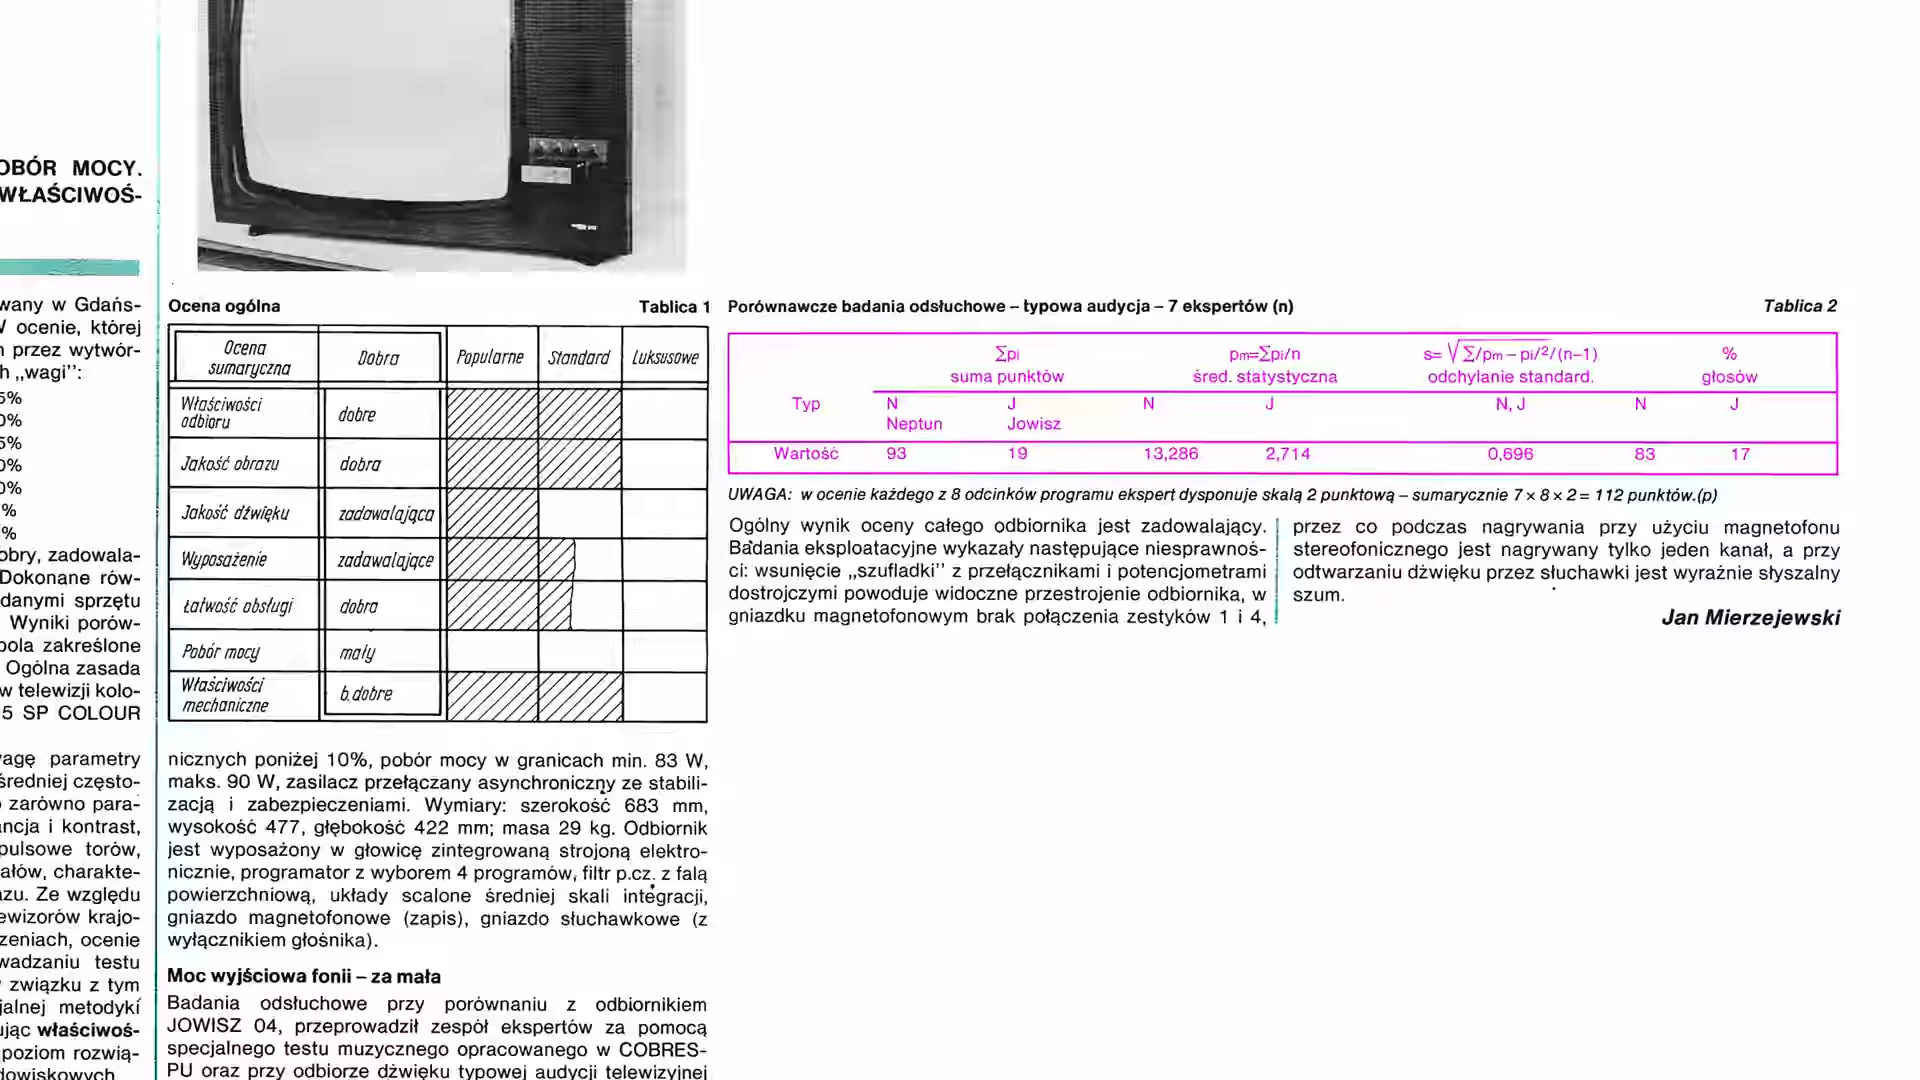 OBÓR MOCY.
WŁAŚCIWOŚ-
wany w Gdańs-
ocenie, której
przez wytwór-
h „wagi”:
5%
0%
5%
0%
0%
%
%
obry, zadowala-
Dokonane rów-
danymi sprzętu
Wyniki porów-
pola zakreślone
Ogólna zasada
w telewizji kolo-
5 SP COLOUR
wagę parametry
średniej często-
zarówno para-
ancja i kontrast,
pulsowe torów,
ałów, charakte-
azu. Ze względu
ewizorów krajo-
zeniach, ocenie
wadzaniu testu
związku z tym
jalnej metodyki
ując właściwoś-
poziom rozwią-
dowiskowych
Ocena ogólna Tablica 1
Ocena sumaryczna Dobra Popularne Standard Luksusowe
Właściwości odbioru dobre
Jakość obrazu dobra
Jakość dźwięku zadowalająca
Wyposażenie zadawalające
Łatwość obsługi dobra
Pobór mocy mały
Właściwości mechaniczne b.dobre
nicznych poniżej 10%, pobór mocy w granicach min. 83 W,
maks. 90 W, zasilacz przełączany asynchroniczny ze stabili-
zacją i zabezpieczeniami. Wymiary: szerokość 683 mm,
wysokość 477, głębokość 422 mm; masa 29 kg. Odbiornik
jest wyposażony w głowicę zintegrowaną strojoną elektro-
nicznie, programator z wyborem 4 programów, filtr p.cz. z falą
powierzchniową, układy scalone średniej skali integracji,
gniazdo magnetofonowe (zapis), gniazdo słuchawkowe (z
wyłącznikiem głośnika).
Moc wyjściowa fonii – za mała
Badania odsłuchowe przy porównaniu z odbiornikiem
JOWISZ 04, przeprowadził zespół ekspertów za pomocą
specjalnego testu muzycznego opracowanego w COBRES-
PU oraz przy odbiorze dźwięku typowej audycji telewizyjnej
Porównawcze badania odsłuchowe – typowa audycja – 7 ekspertów (n) Tablica 2
∑pi pm=∑pi/n s= √∑/pm – pi/²/(n–1) %
suma punktów śred. statystyczna odchylanie standard. głosów
Typ N J N J N, J N J
Neptun Jowisz
Wartość 93 19 13,286 2,714 0,696 83 17
UWAGA: w ocenie każdego z 8 odcinków programu ekspert dysponuje skalą 2 punktową – sumarycznie 7 × 8 × 2 = 112 punktów.(p)
Ogólny wynik oceny całego odbiornika jest zadowalający.
Badania eksploatacyjne wykazały następujące niesprawnoś-
ci: wsunięcie „szufladki” z przełącznikami i potencjometrami
dostrojczymi powoduje widoczne przestrojenie odbiornika, w
gniazdku magnetofonowym brak połączenia zestyków 1 i 4,
przez co podczas nagrywania przy użyciu magnetofonu
stereofonicznego jest nagrywany tylko jeden kanał, a przy
odtwarzaniu dźwięku przez słuchawki jest wyraźnie słyszalny
szum.
Jan Mierzejewski